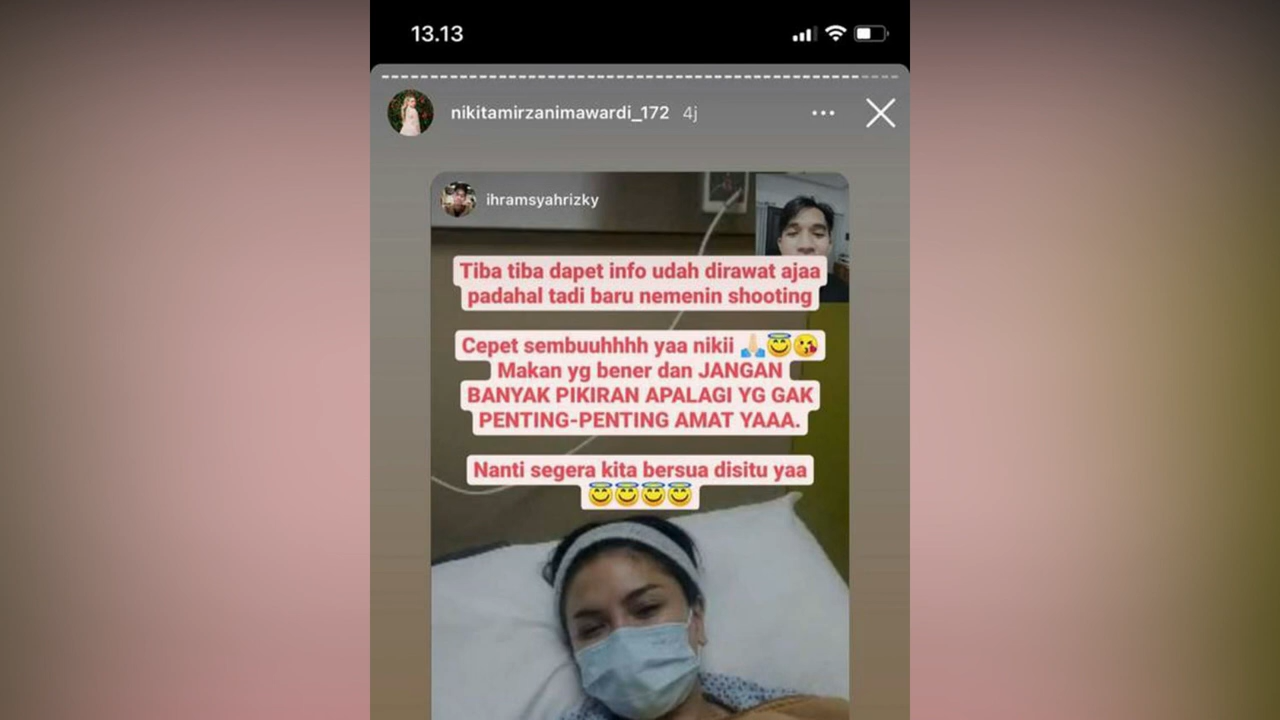 13.13
nikitamirzanimawardi_172 4j
ihramsyahrizky
Tiba tiba dapet info udah dirawat ajaa
padahal tadi baru nemenin shooting
Cepet sembuuhhhh yaa nikii 🙏🏻😇😘
Makan yg bener dan JANGAN
BANYAK PIKIRAN APALAGI YG GAK
PENTING-PENTING AMAT YAAA.
Nanti segera kita bersua disitu yaa
😇😇😇😇